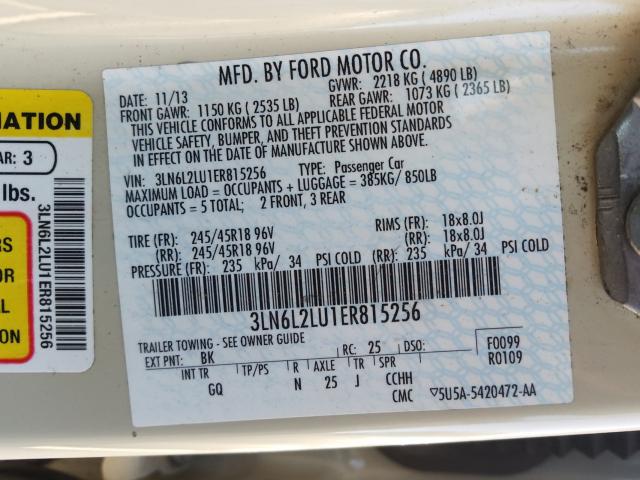 MFD. BY FORD MOTOR CO.
DATE: 11/13 GVWR: 2218 KG ( 4890 LB)
FRONT GAWR: 1150 KG ( 2535 LB) REAR GAWR: 1073 KG ( 2365 LB)
THIS VEHICLE CONFORMS TO ALL APPLICABLE FEDERAL MOTOR
VEHICLE SAFETY, BUMPER, AND THEFT PREVENTION STANDARDS
IN EFFECT ON THE DATE OF MANUFACTURE SHOWN ABOVE.
VIN: 3LN6L2LU1ER815256 TYPE: Passenger Car
MAXIMUM LOAD = OCCUPANTS + LUGGAGE = 385KG/ 850LB
OCCUPANTS = 5 TOTAL: 2 FRONT, 3 REAR
TIRE (FR): 245/45R18 96V RIMS (FR): 18x8.0J
(RR): 245/45R18 96V (RR): 18x8.0J
PRESSURE (FR): 235 kPa/ 34 PSI COLD (RR): 235 kPa/ 34 PSI COLD
3LN6L2LU1ER815256
TRAILER TOWING - SEE OWNER GUIDE
EXT PNT: BK RC: 25 DSO: F0099
R0109
INT TR TP/PS R AXLE TR SPR
GQ N 25 J CCHH
CMC 5U5A-5420472-AA
MATION
AR: 3
lbs.
RS
OR
AL
ON
3LN6L2LU1ER815256